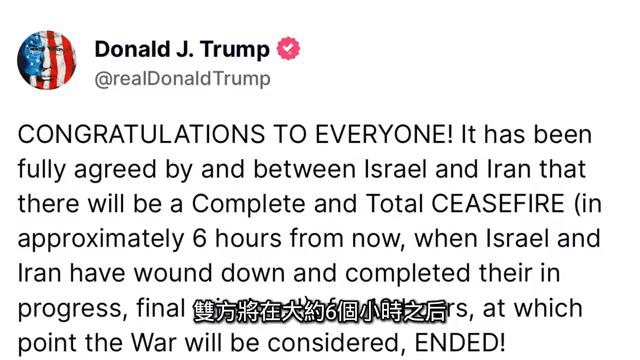 Donald J. Trump
@realDonaldTrump
CONGRATULATIONS TO EVERYONE! It has been
fully agreed by and between Israel and Iran that
there will be a Complete and Total CEASEFIRE (in
approximately 6 hours from now, when Israel and
Iran have wound down and completed their in
progress, final
雙方將在大約6個小時之后
at which
point the War will be considered, ENDED!